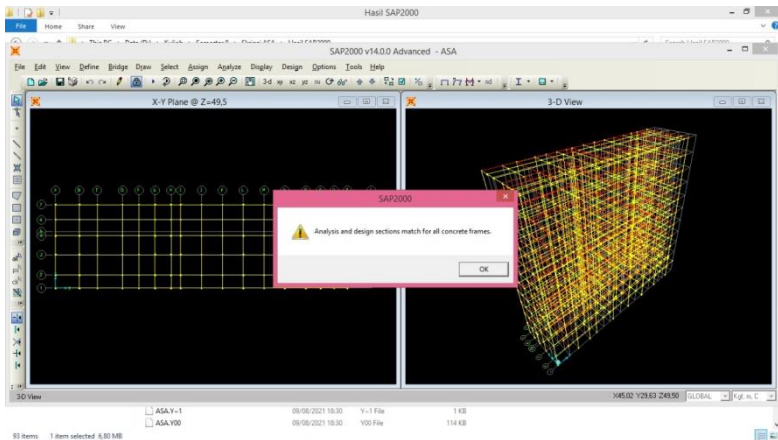 Hasil SAP2000
File Home Share View
SAP2000 v14.0.0 Advanced - ASA
File Edit View Define Bridge Draw Select Assign Analyze Display Design Options Tools Help
X-Y Plane @ Z=49,5
3-D View
SAP2000
Analysis and design sections match for all concrete frames.
OK
3-D View
X45,02 Y29,63 Z49,50 GLOBAL Kgf, m, C
ASA.Y~1 09/08/2021 18:30 Y~1 File 1 KB
ASA.Y00 09/08/2021 18:30 Y00 File 114 KB
93 items 1 item selected 6,80 MB